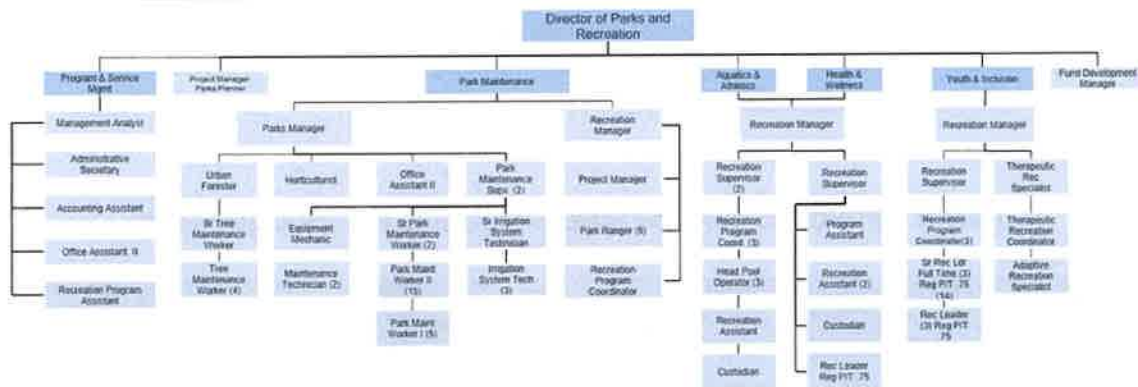 Director of Parks and
Recreation
Program & Service
Mgmt
Project Manager
Parks Planner
Park Maintenance
Aquatics &
Athletics
Health &
Wellness
Youth & Inclusion
Fund Development
Manager
Management Analyst
Administrative
Secretary
Accounting Assistant
Office Assistant II
Recreation Program
Assistant
Parks Manager
Recreation
Manager
Urban
Forester
Horticulturist
Office
Assistant II
Park
Maintenance
Supv. (2)
Sr Tree
Maintenance
Worker
Tree
Maintenance
Worker (4)
Equipment
Mechanic
Maintenance
Technician (2)
Sr Park
Maintenance
Worker (7)
Park Maint
Worker II
Park Maint
Worker I (5)
Sr Irrigation
System
Technician
Irrigation
System Tech
(3)
Project Manager
Park Ranger
Recreation
Program
Coordinator
Recreation Manager
Recreation
Supervisor
(2)
Recreation
Program
Coord. (3)
Head Pool
Operator (3)
Recreation
Assistant
Custodian
Recreation
Supervisor
Program
Assistant
Recreation
Assistant (2)
Custodian
Rec Leader
Reg P/T .75
Recreation Manager
Recreation
Supervisor
Recreation
Program
Coordinator(3)
Sr Rec Ldr
Full Time (3)
Reg P/T .75
(14)
Rec Leader
(3) Reg P/T
.75
Therapeutic
Rec
Specialist
Therapeutic
Recreation
Coordinator
Adaptive
Recreation
Specialist